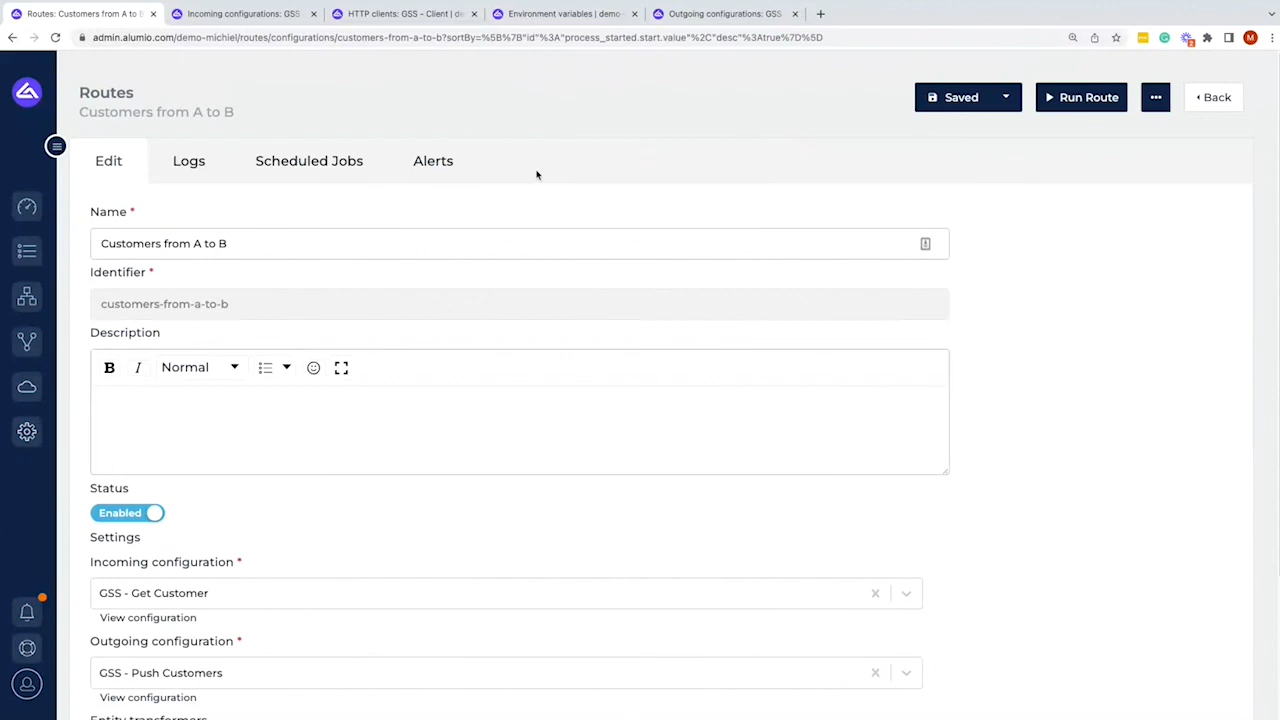 Routes: Customers from A to B
Incoming configurations: GSS
HTTP clients: GSS - Client | de
Environment variables | demo-
Outgoing configurations: GSS
admin.alumio.com/demo-michiel/routes/configurations/customers-from-a-to-b?sortBy=%5B%7B"id"%3A"process_started.start.value"%2C"desc"%3Atrue%7D%5D
2
M
Routes
Customers from A to B
Saved
Run Route
Back
Edit
Logs
Scheduled Jobs
Alerts
Name *
Customers from A to B
Identifier *
customers-from-a-to-b
Description
B
I
Normal
Status
Enabled
Settings
Incoming configuration *
GSS - Get Customer
View configuration
Outgoing configuration *
GSS - Push Customers
View configuration
Entity transformers